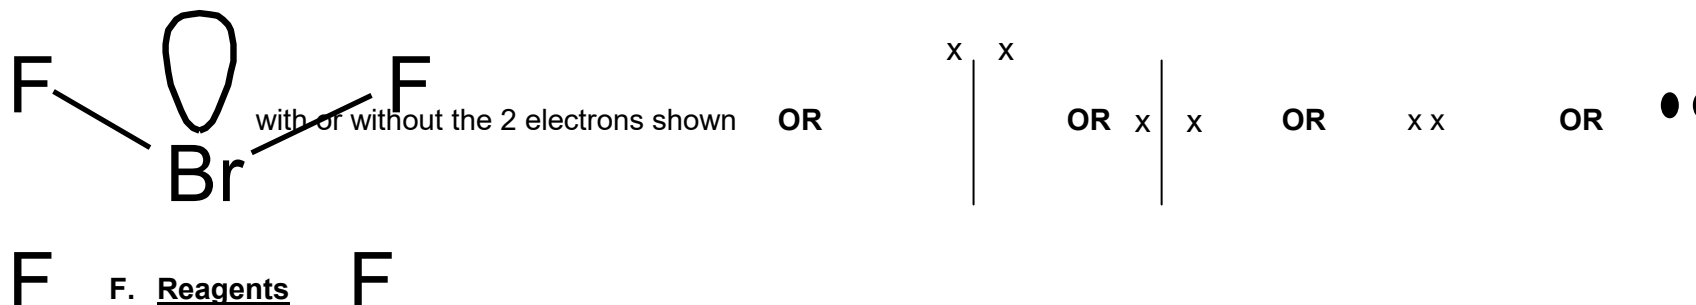 x x
F F
with or without the 2 electrons shown OR OR x x OR x x OR
Br
F F. Reagents F